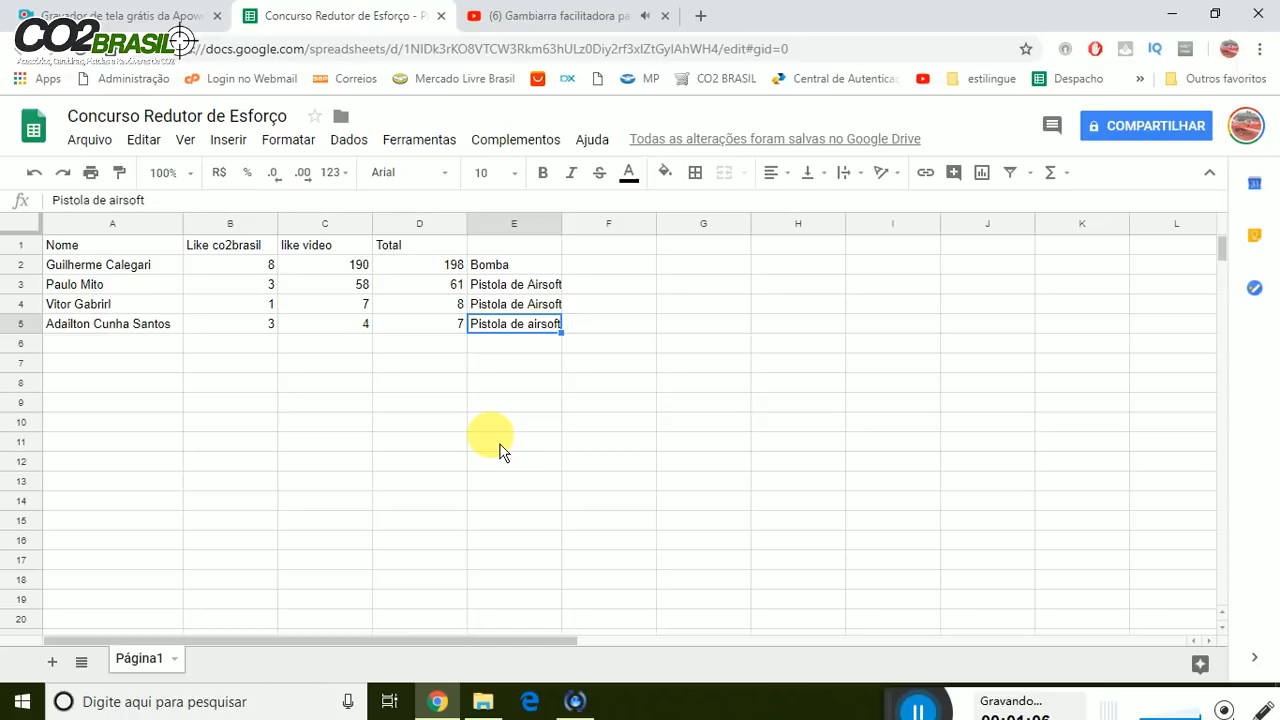 Gravador de tela grátis da Apow
Concurso Redutor de Esforço - P
(6) Gambiarra facilitadora pa
CO2BRASIL
/docs.google.com/spreadsheets/d/1NIDk3rKO8VTCW3Rkm63hULz0Diy2rf3xIZtGyIAhWH4/edit#gid=0
IQ
Apps
Administração
Login no Webmail
Correios
Mercado Livre Brasil
DX
MP
CO2 BRASIL
Central de Autentica
estilingue
Despacho
»
Outros favoritos
Concurso Redutor de Esforço
Arquivo Editar Ver Inserir Formatar Dados Ferramentas Complementos Ajuda Todas as alterações foram salvas no Google Drive
COMPARTILHAR
100% R$ % .0 .00 123 Arial 10 B I S A Σ
fx Pistola de airsoft
A B C D E F G H I J K L
1 Nome Like co2brasil like video Total
2 Guilherme Calegari 8 190 198 Bomba
3 Paulo Mito 3 58 61 Pistola de Airsoft
4 Vitor Gabrirl 1 7 8 Pistola de Airsoft
5 Adailton Cunha Santos 3 4 7 Pistola de airsoft
6
7
8
9
10
11
12
13
14
15
16
17
18
19
20
Página1
Digite aqui para pesquisar
Gravando...
00:01:06